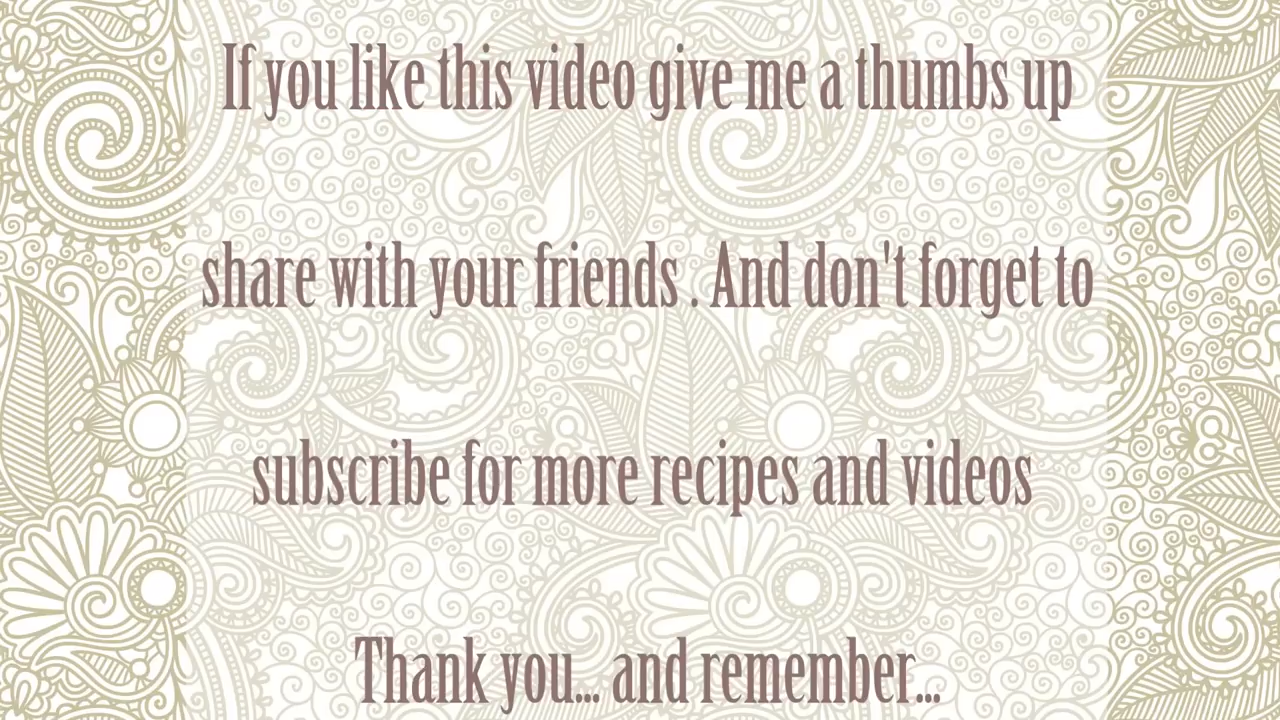 If you like this video give me a thumbs up
share with your friends . And don't forget to
subscribe for more recipes and videos
Thank you... and remember...